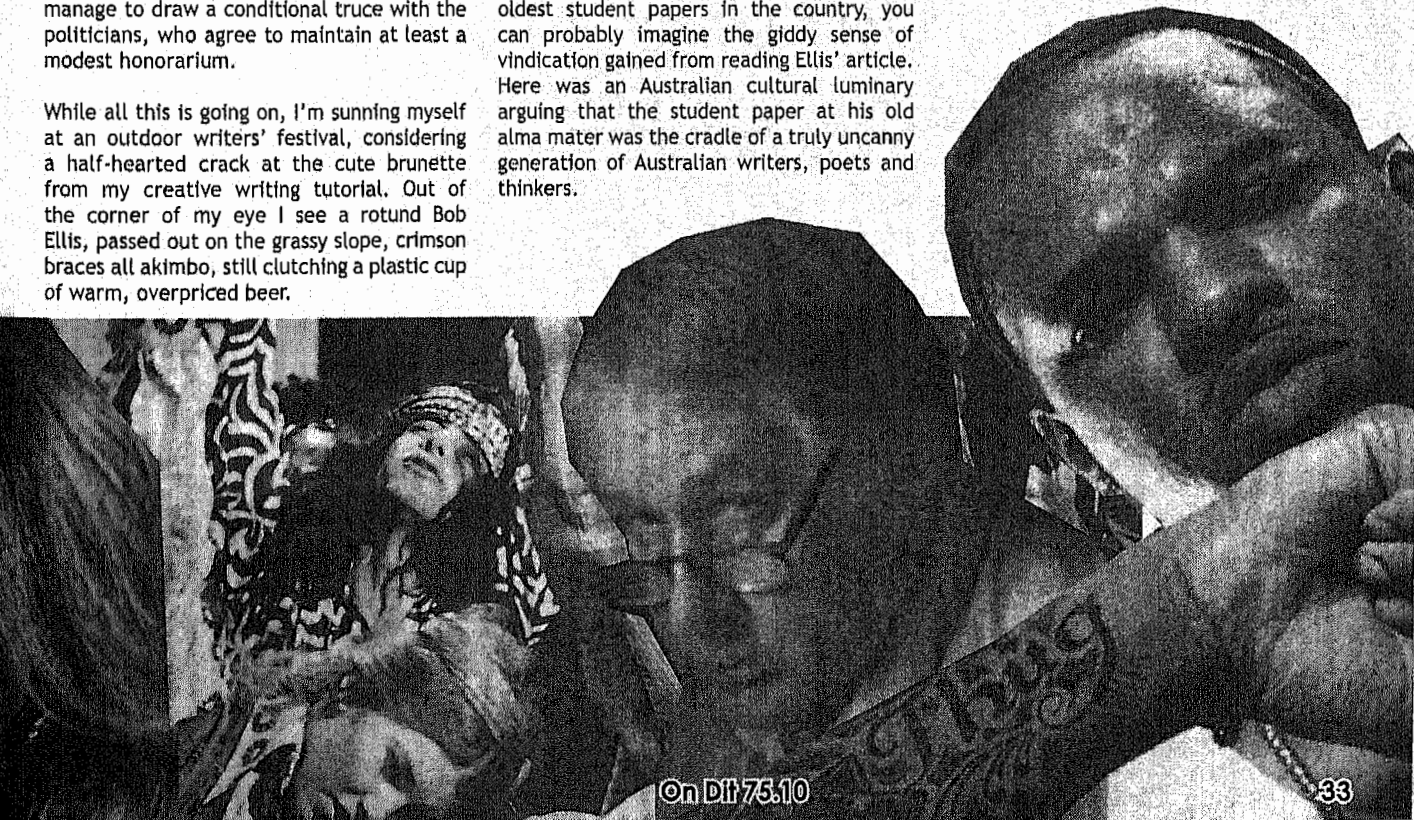 manage to draw a conditional truce with the
politicians, who agree to maintain at least a
modest honorarium.
While all this is going on, I'm sunning myself
at an outdoor writers' festival, considering
a half-hearted crack at the cute brunette
from my creative writing tutorial. Out of
the corner of my eye I see a rotund Bob
Ellis, passed out on the grassy slope, crimson
braces all akimbo, still clutching a plastic cup
of warm, overpriced beer.
oldest student papers in the country, you
can probably imagine the giddy sense of
vindication gained from reading Ellis' article.
Here was an Australian cultural luminary
arguing that the student paper at his old
alma mater was the cradle of a truly uncanny
generation of Australian writers, poets and
thinkers.
Thug
On Dit 75.10
33